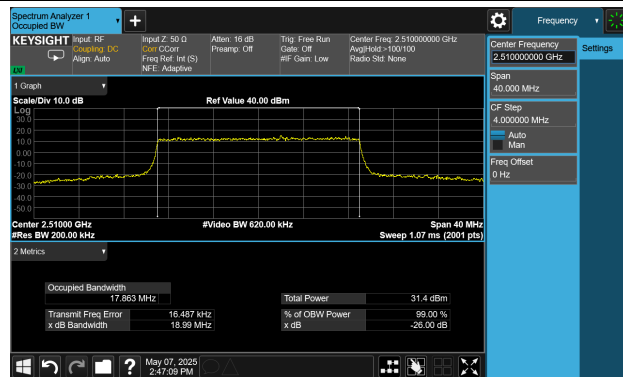 Spectrum Analyzer 1
Occupied BW
Frequency
KEYSIGHT
Input: RF
Coupling: DC
Align: Auto
Input Z: 50 Ω
Corr CCorr
Freq Ref: Int (S)
NFE: Adaptive
Atten: 16 dB
Preamp: Off
Trig: Free Run
Gate: Off
#IF Gain: Low
Center Freq: 2.510000000 GHz
Avg|Hold:>100/100
Radio Std: None
Center Frequency
2.510000000 GHz
Settings
Span
40.000 MHz
CF Step
4.000000 MHz
Auto
Man
Freq Offset
0 Hz
1 Graph
Scale/Div 10.0 dB
Ref Value 40.00 dBm
Log
30.0
20.0
10.0
0.00
-10.0
-20.0
-30.0
-40.0
-50.0
Center 2.51000 GHz
#Video BW 620.00 kHz
Span 40 MHz
#Res BW 200.00 kHz
Sweep 1.07 ms (2001 pts)
2 Metrics
Occupied Bandwidth
17.863 MHz
Total Power
31.4 dBm
Transmit Freq Error
16.487 kHz
% of OBW Power
99.00 %
x dB Bandwidth
18.99 MHz
x dB
-26.00 dB
?
May 07, 2025
2:47:09 PM